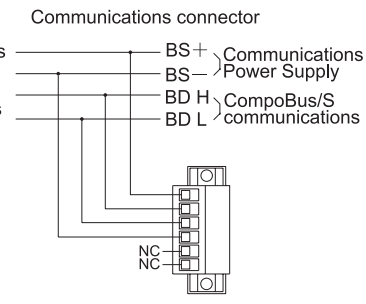 Communications connector
s
BS+
BS−
Communications
Power Supply
BD H
BD L
CompoBus/S
communications
s
NC
NC